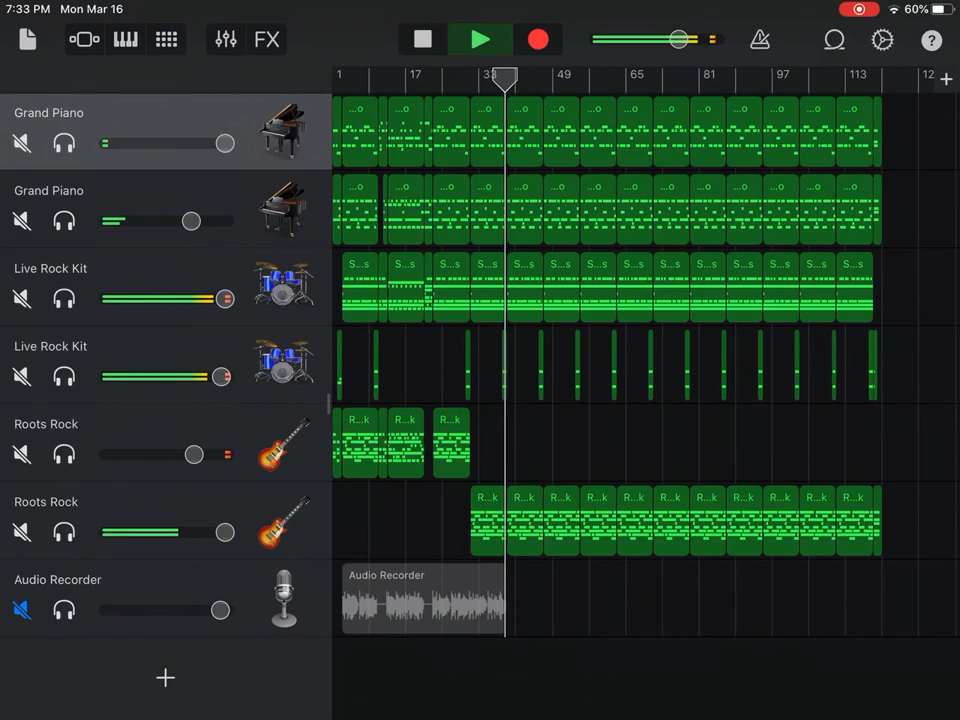 7:33 PM Mon Mar 16 60%
FX ?
1 17 33 49 65 81 97 113 12 +
Grand Piano
...o ...o ...o ...o ...o ...o ...o ...o ...o ...o ...o ...o ...o
Grand Piano
...o ...o ...o ...o ...o ...o ...o ...o ...o ...o ...o ...o ...o
Live Rock Kit
S...s S...s S...s S...s S...s S...s S...s S...s S...s S...s S...s S...s S...s
Live Rock Kit
Roots Rock
R...k R...k R...k
Roots Rock
R...k R...k R...k R...k R...k R...k R...k R...k R...k R...k R...k
Audio Recorder
Audio Recorder
+